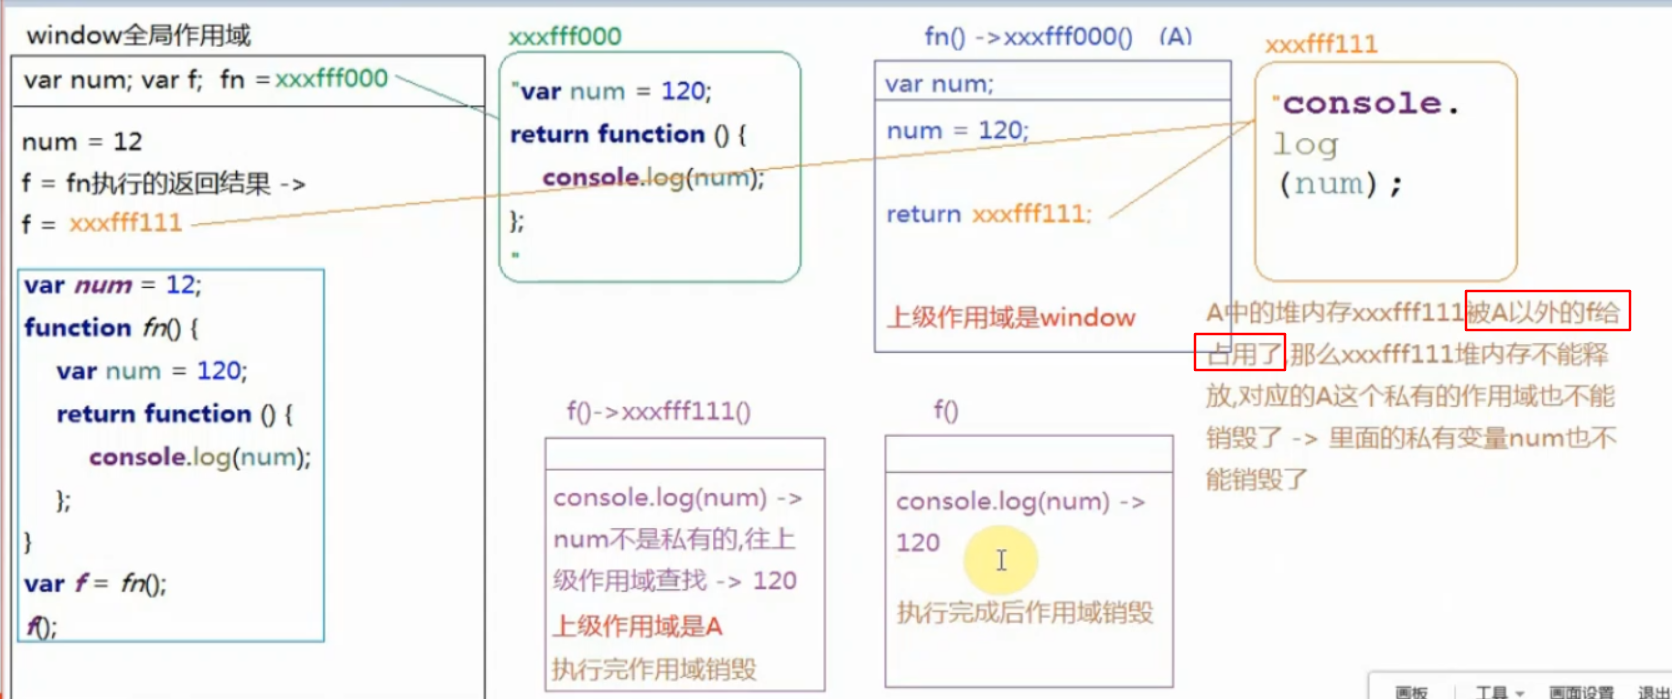 window全局作用域
var num; var f; fn = xxxfff000
num = 12
f = fn执行的返回结果 ->
f = xxxfff111
var num = 12;
function fn() {
var num = 120;
return function () {
console.log(num);
};
}
var f = fn();
f();
xxxfff000
"var num = 120;
return function () {
console.log(num);
};
"
fn() ->xxxfff000() (A)
var num;
num = 120;
return xxxfff111;
上级作用域是window
xxxfff111
"console.
log
(num);
A中的堆内存xxxfff111被A以外的f给
占用了,那么xxxfff111堆内存不能释
放,对应的A这个私有的作用域也不能
销毁了 -> 里面的私有变量num也不
能销毁了
f()->xxxfff111()
console.log(num) ->
num不是私有的,往上
级作用域查找 -> 120
上级作用域是A
执行完作用域销毁
f()
console.log(num) ->
120
执行完成后作用域销毁
画板 工具 画面设置 退出